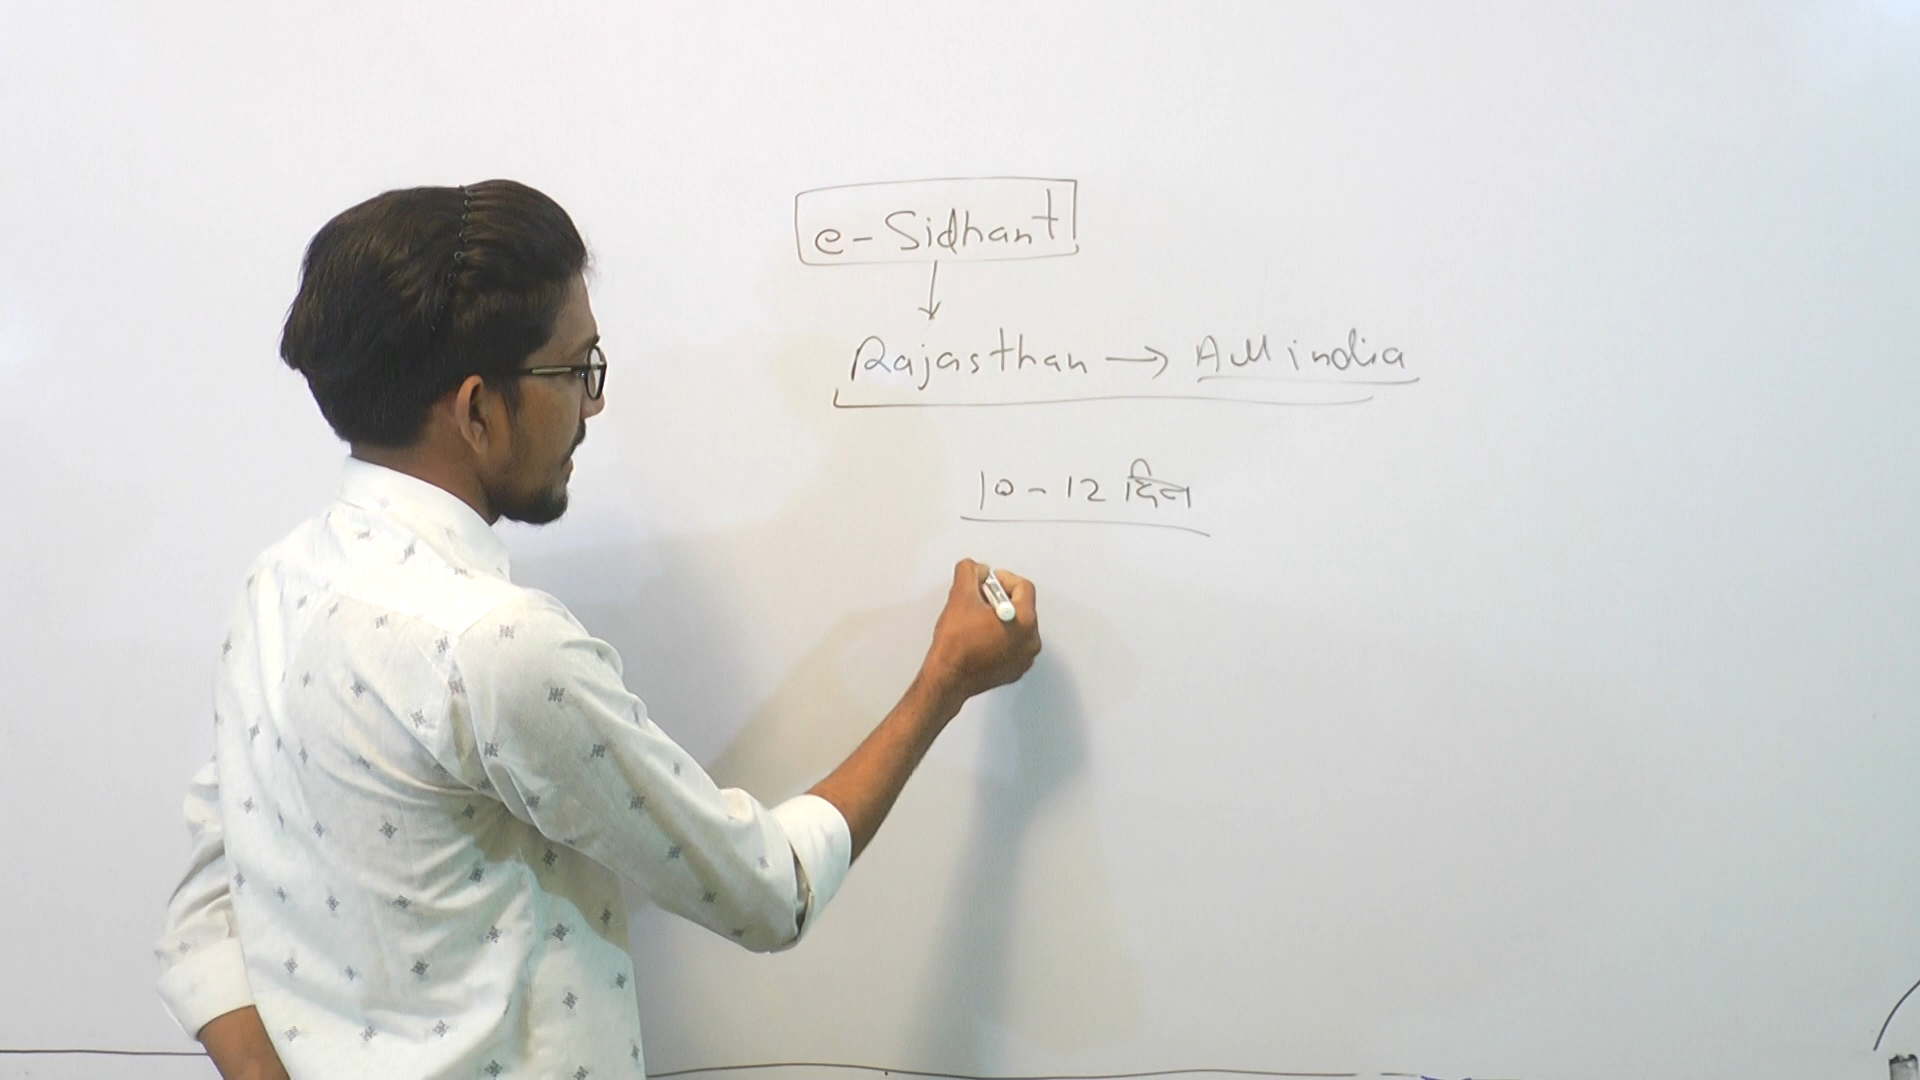 e-Sidhant
Rajasthan → All india
10-12 दिन